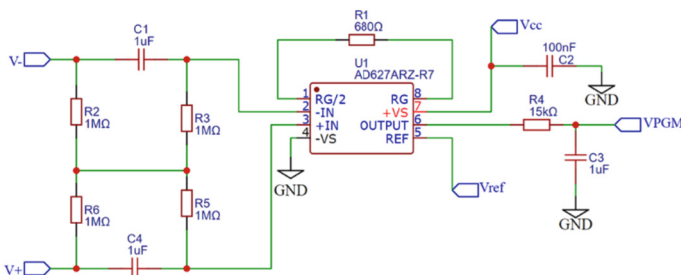 R1
680Ω
Vcc
C1
1uF
U1
AD627ARZ-R7
100nF
C2
V-
1
RG/2
RG
8
2
-IN
+VS
7
3
+IN
OUTPUT
6
4
-VS
REF
5
GND
R2
1MΩ
R3
1MΩ
R4
15kΩ
VPGM
C3
1uF
GND
Vref
GND
R6
1MΩ
R5
1MΩ
C4
1uF
V+